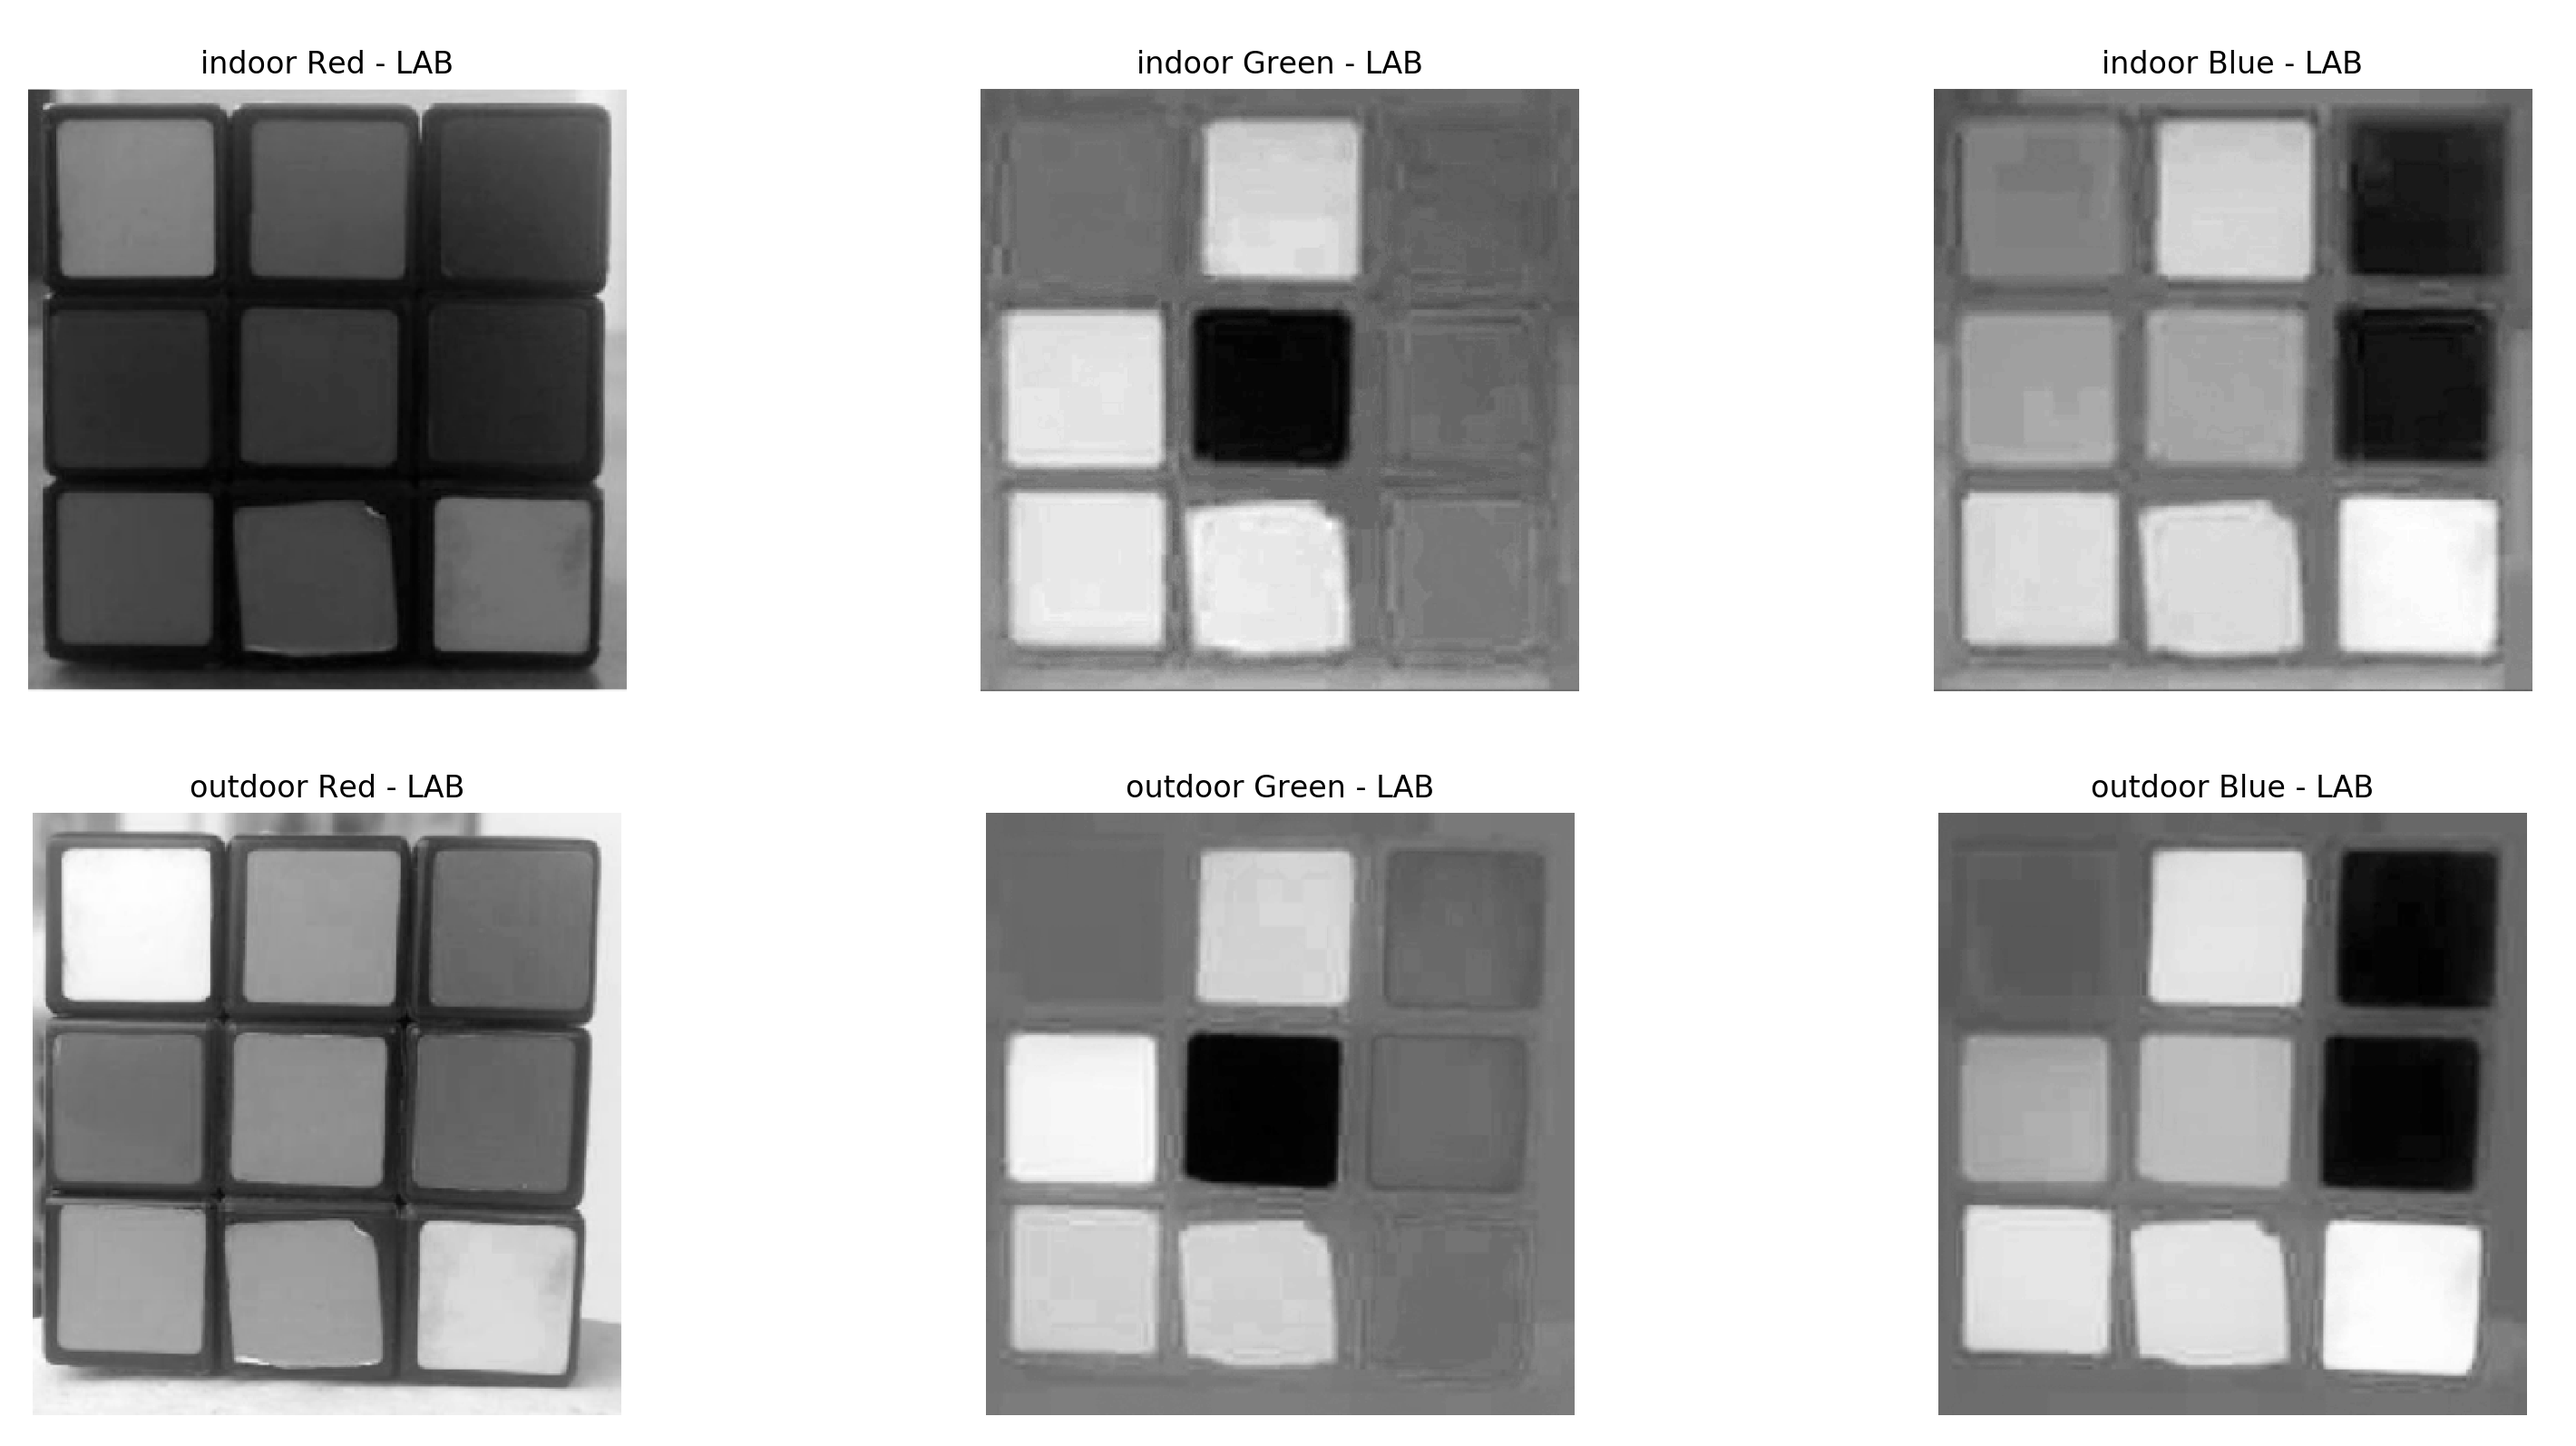 indoor Red - LAB
indoor Green - LAB
indoor Blue - LAB
outdoor Red - LAB
outdoor Green - LAB
outdoor Blue - LAB